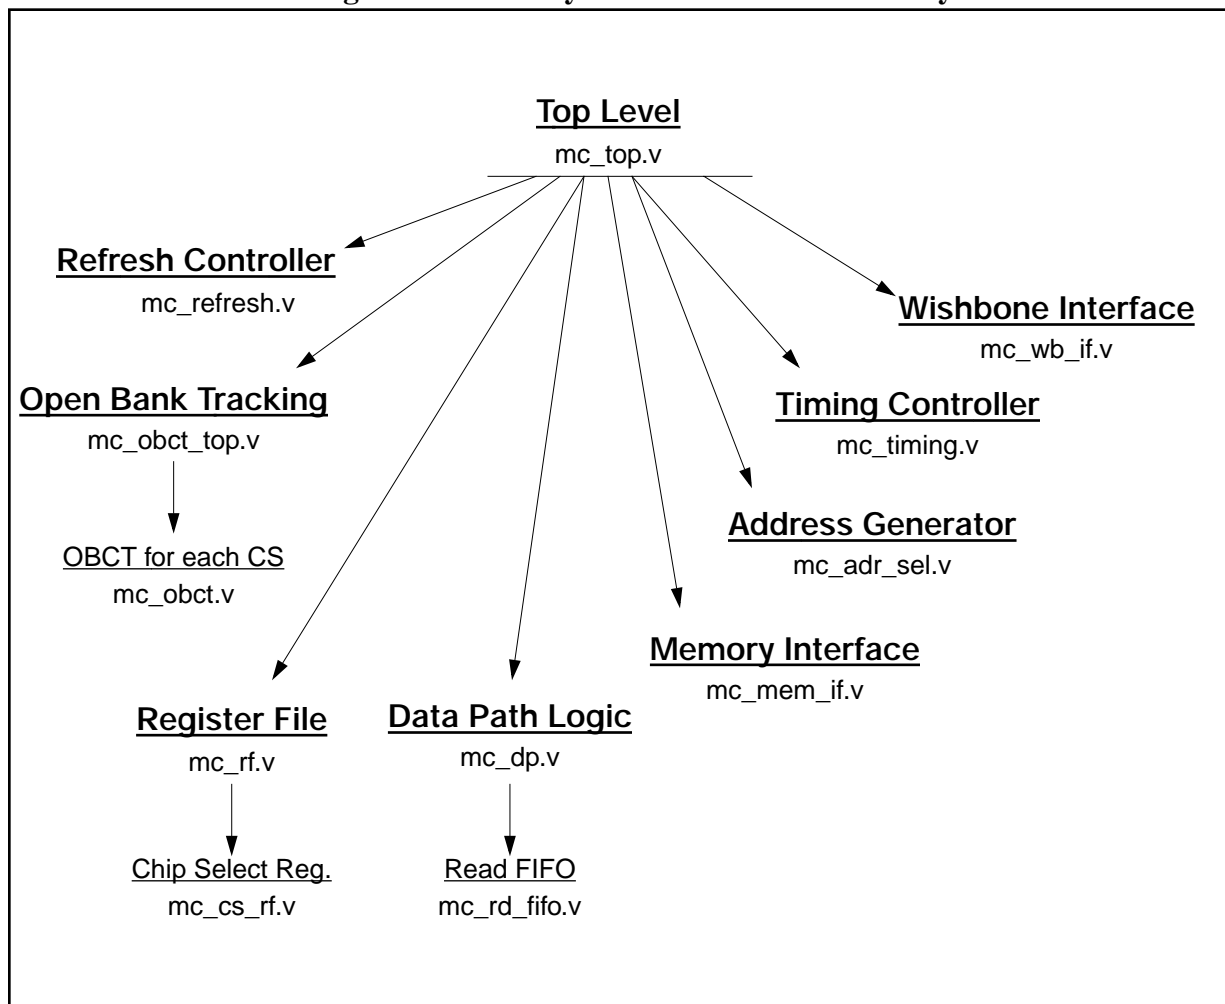 Top Level
mc_top.v
Refresh Controller
mc_refresh.v
Wishbone Interface
mc_wb_if.v
Open Bank Tracking
mc_obct_top.v
Timing Controller
mc_timing.v
Address Generator
mc_adr_sel.v
OBCT for each CS
mc_obct.v
Memory Interface
mc_mem_if.v
Register File
mc_rf.v
Data Path Logic
mc_dp.v
Chip Select Reg.
mc_cs_rf.v
Read FIFO
mc_rd_fifo.v